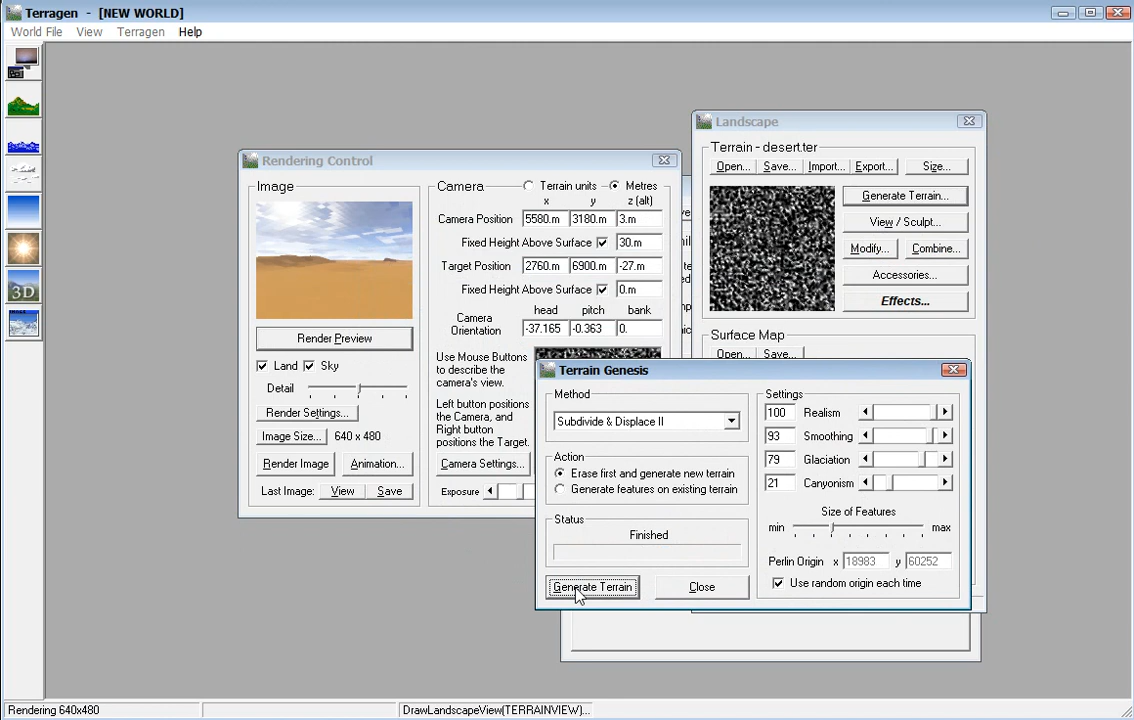 Terragen - [NEW WORLD]
World File View Terragen Help
Rendering Control
Image
Render Preview
Land Sky
Detail
Render Settings...
Image Size... 640 x 480
Render Image Animation...
Last Image: View Save
Camera Terrain units Metres
x y z (alt)
Camera Position 5580.m 3180.m 3.m
Fixed Height Above Surface 30.m
Target Position 2760.m 6900.m -27.m
Fixed Height Above Surface 0.m
head pitch bank
Camera
Orientation -37.165 -0.363 0.
Use Mouse Buttons
to describe the
camera's view.
Left button positions
the Camera, and
Right button
positions the Target.
Camera Settings...
Exposure
Landscape
Terrain - desert.ter
Open... Save... Import... Export... Size...
Generate Terrain...
View / Sculpt...
Modify... Combine...
Accessories...
Effects...
Surface Map
Open... Save...
Terrain Genesis
Method
Subdivide & Displace II
Action
Erase first and generate new terrain
Generate features on existing terrain
Status
Finished
Generate Terrain Close
Settings
100 Realism
93 Smoothing
79 Glaciation
21 Canyonism
Size of Features
min max
Perlin Origin x 18983 y 60252
Use random origin each time
Rendering 640x480 DrawLandscapeView(TERRAINVIEW)...
3D